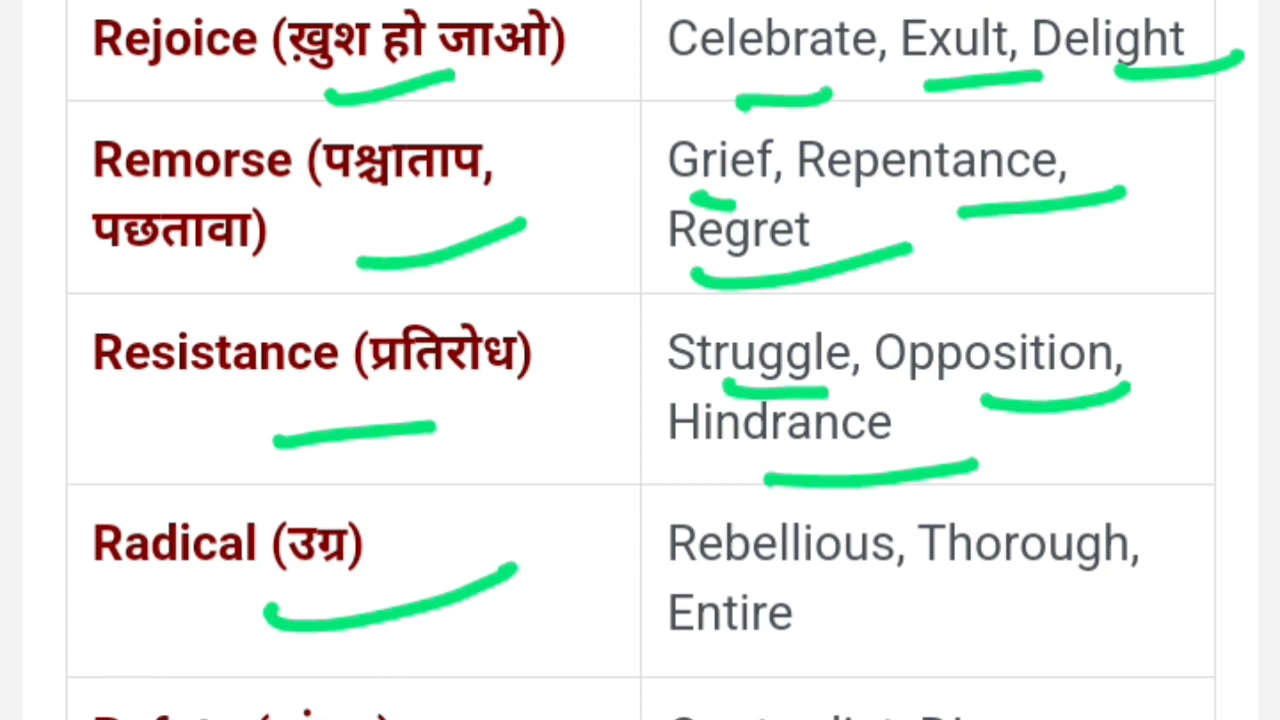 Rejoice (ख़ुश हो जाओ)
Celebrate, Exult, Delight
Remorse (पश्चाताप,
पछतावा)
Grief, Repentance,
Regret
Resistance (प्रतिरोध)
Struggle, Opposition,
Hindrance
Radical (उग्र)
Rebellious, Thorough,
Entire